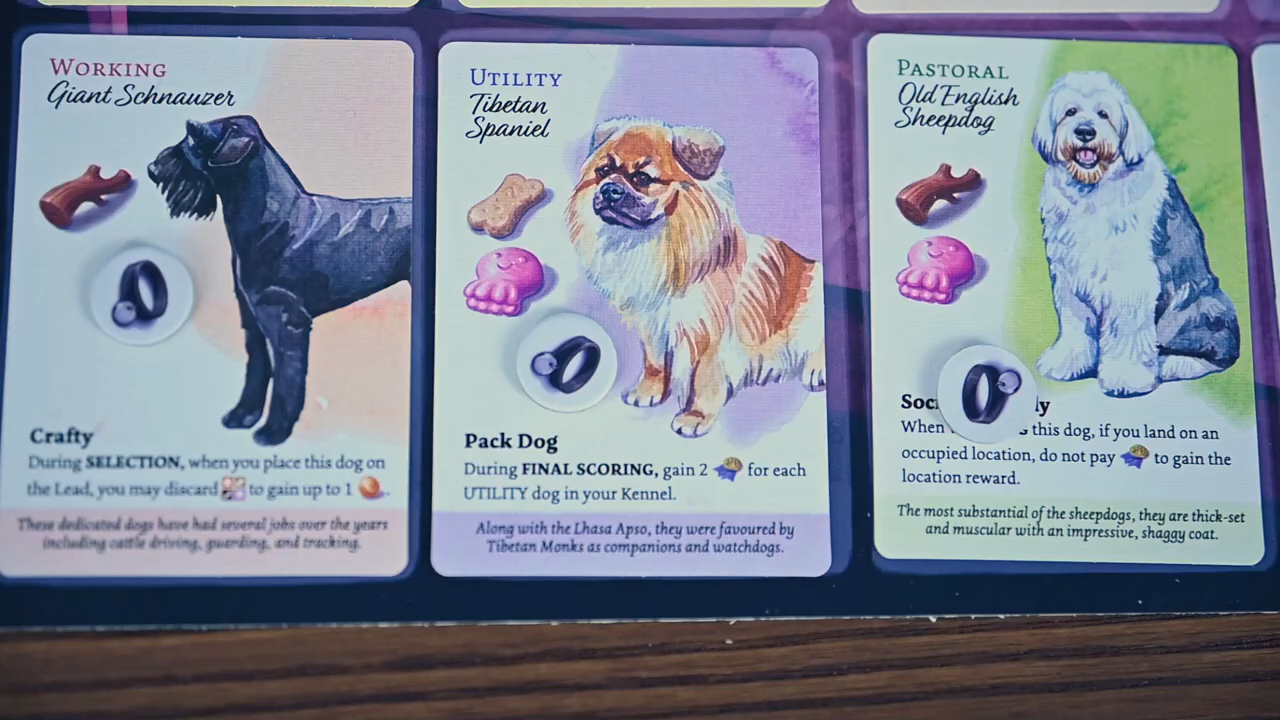 WORKING
Giant Schnauzer
Crafty
During SELECTION, when you place this dog on
the Lead, you may discard to gain up to 1 .
These dedicated dogs have had several jobs over the years
including cattle driving, guarding, and tracking.
UTILITY
Tibetan
Spaniel
Pack Dog
During FINAL SCORING, gain 2 for each
UTILITY dog in your Kennel.
Along with the Lhasa Apso, they were favoured by
Tibetan Monks as companions and watchdogs.
PASTORAL
Old English
Sheepdog
When this dog, if you land on an
occupied location, do not pay to gain the
location reward.
The most substantial of the sheepdogs, they are thick-set
and muscular with an impressive, shaggy coat.